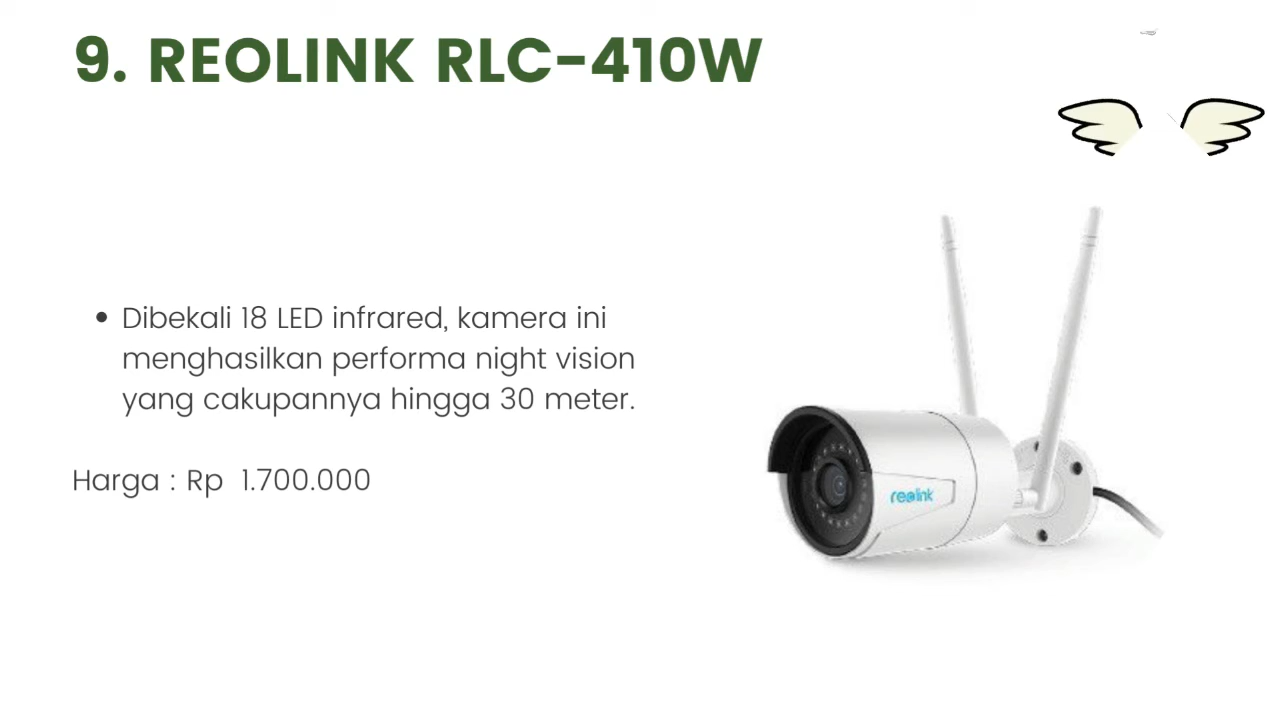 9. REOLINK RLC-410W
• Dibekali 18 LED infrared, kamera ini
menghasilkan performa night vision
yang cakupannya hingga 30 meter.
Harga : Rp  1.700.000
reolink